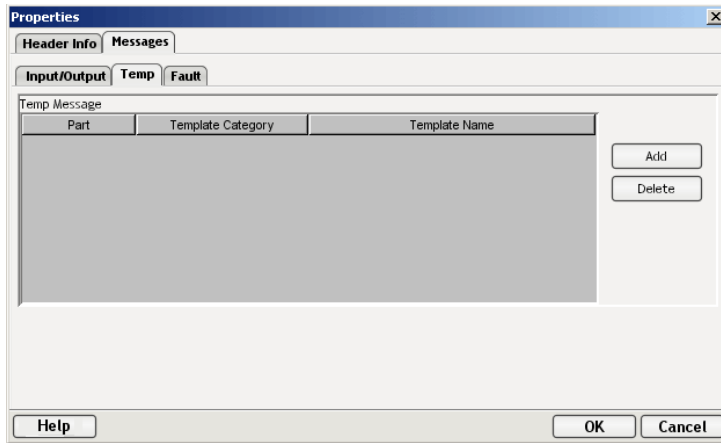 Properties
Header Info Messages
Input/Output Temp Fault
Temp Message
Part Template Category Template Name
Add
Delete
Help OK Cancel